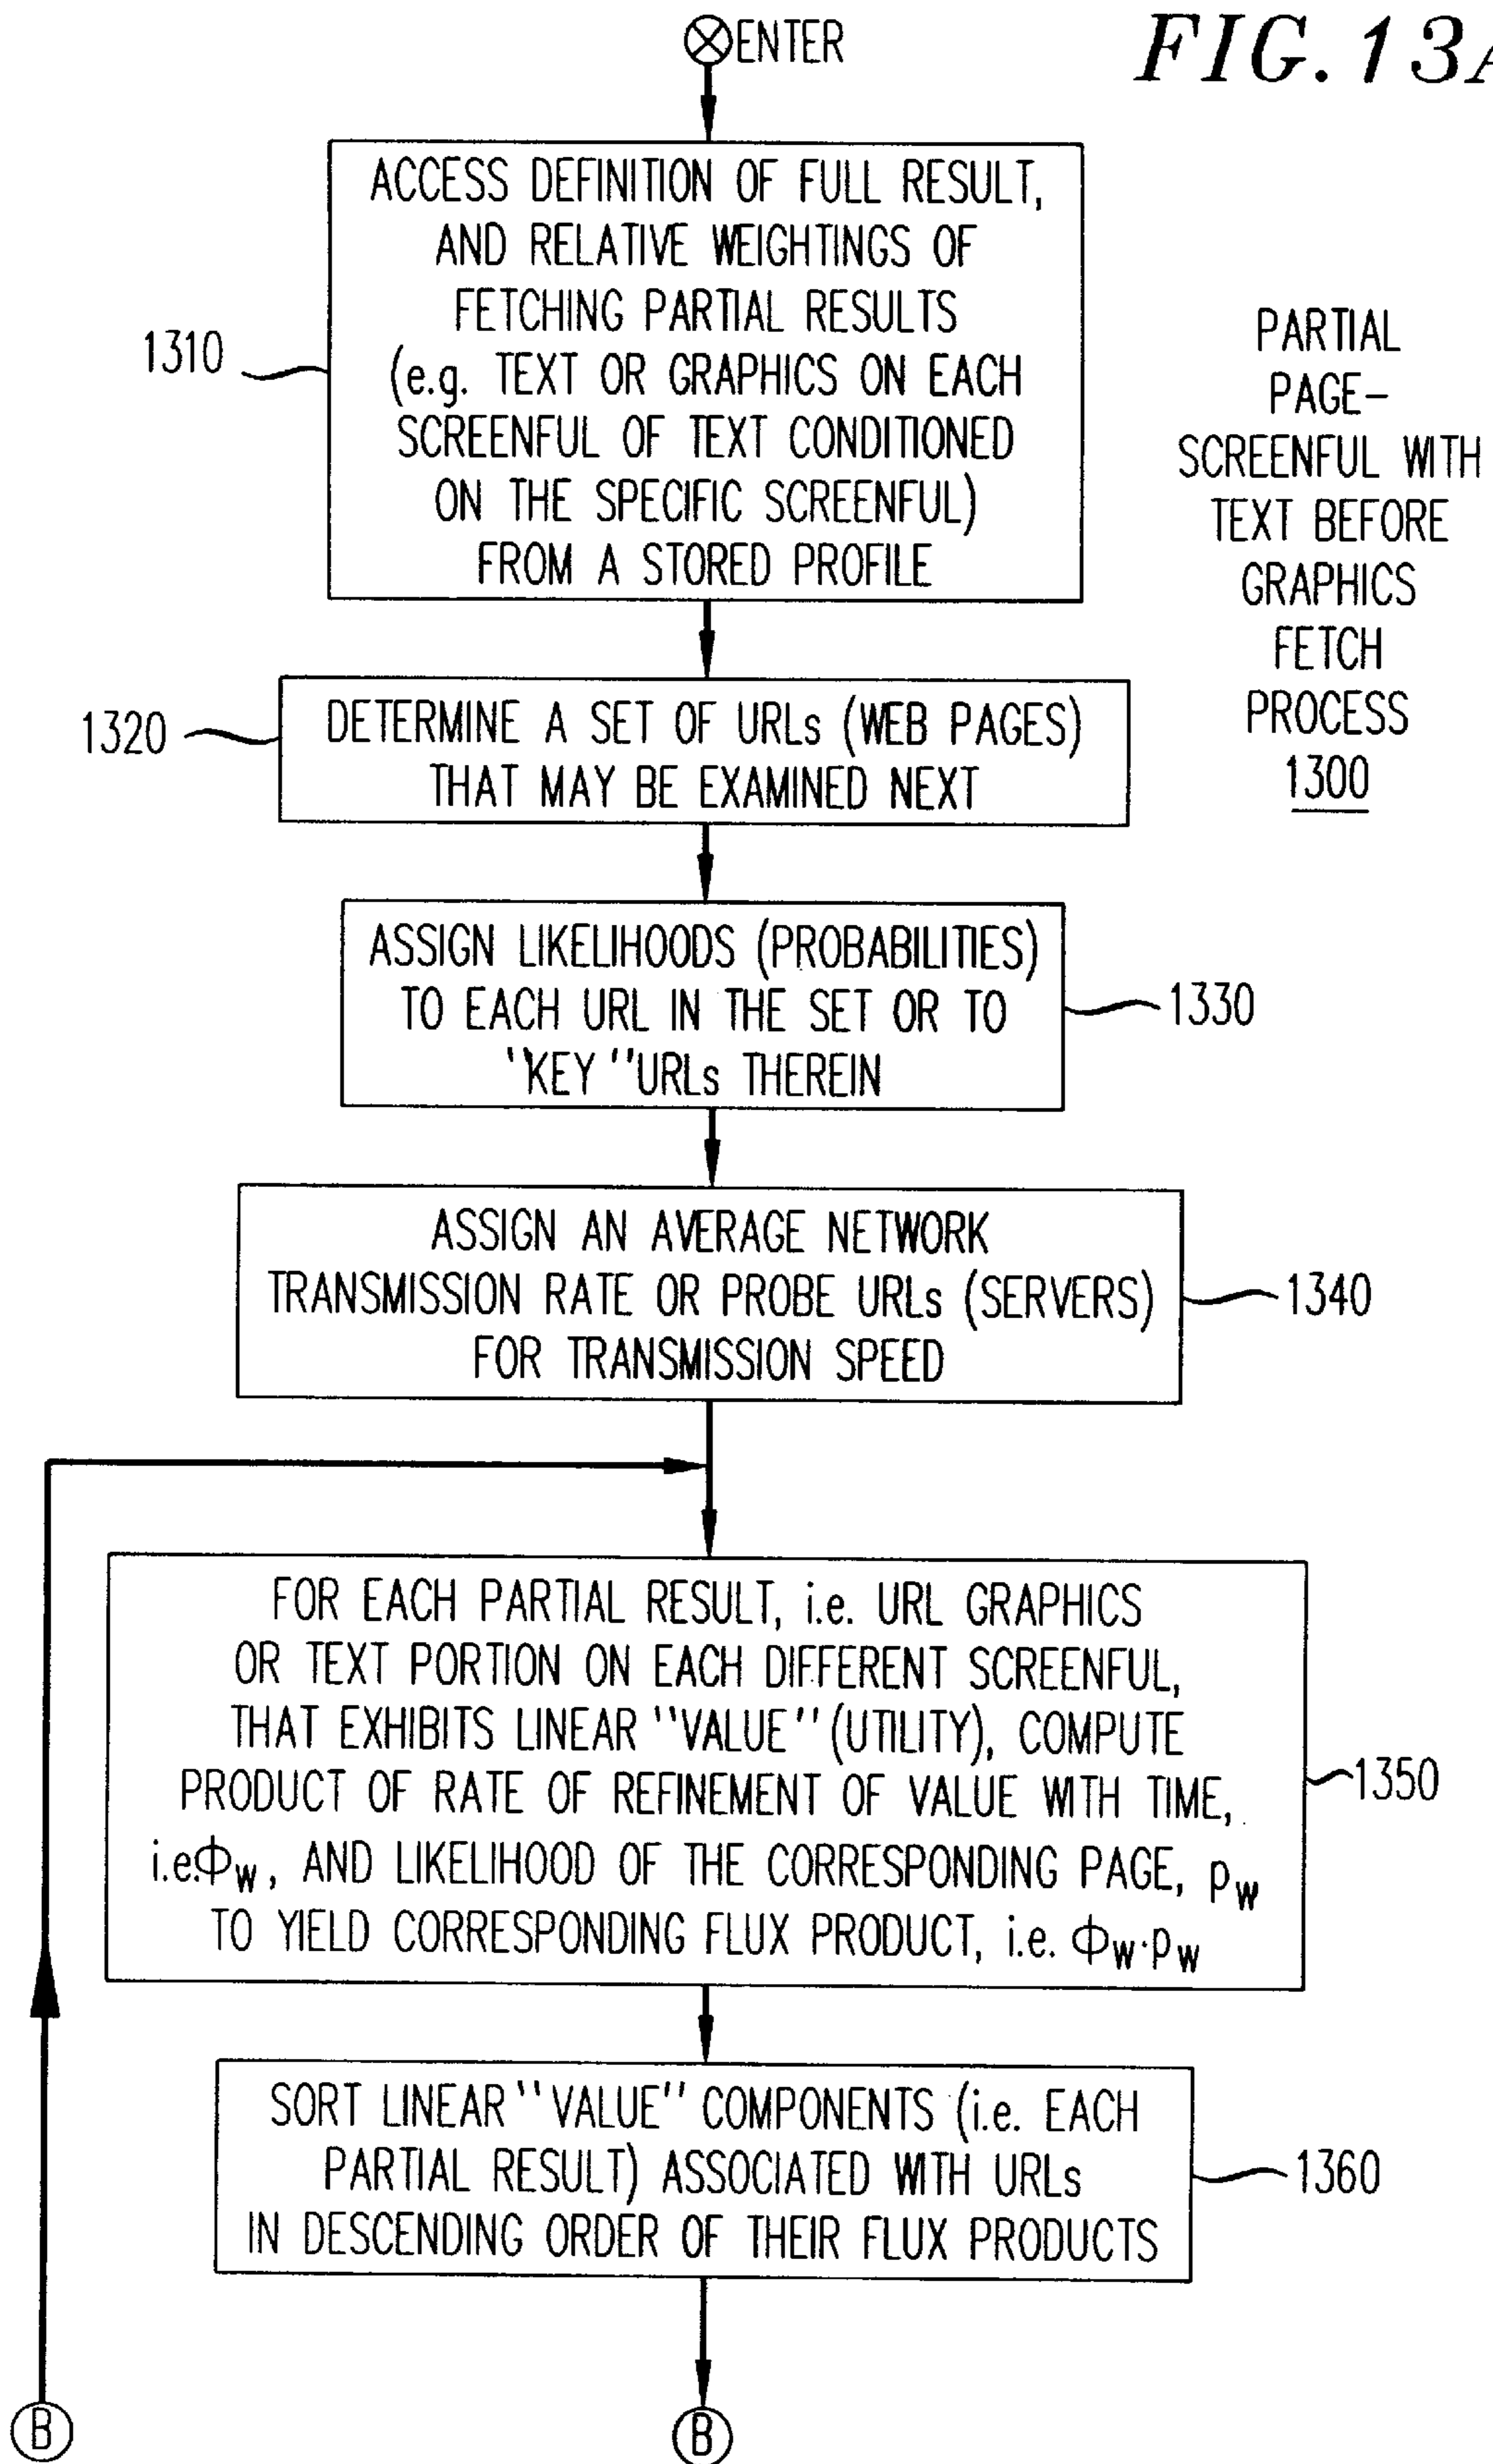 ENTER
FIG. 13A
ACCESS DEFINITION OF FULL RESULT,
AND RELATIVE WEIGHTINGS OF
FETCHING PARTIAL RESULTS
(e.g. TEXT OR GRAPHICS ON EACH
SCREENFUL OF TEXT CONDITIONED
ON THE SPECIFIC SCREENFUL)
FROM A STORED PROFILE
1310
PARTIAL
PAGE-
SCREENFUL WITH
TEXT BEFORE
GRAPHICS
FETCH
PROCESS
1300
1320
DETERMINE A SET OF URLs (WEB PAGES)
THAT MAY BE EXAMINED NEXT
ASSIGN LIKELIHOODS (PROBABILITIES)
TO EACH URL IN THE SET OR TO
"KEY" URLs THEREIN
1330
ASSIGN AN AVERAGE NETWORK
TRANSMISSION RATE OR PROBE URLs (SERVERS)
FOR TRANSMISSION SPEED
1340
FOR EACH PARTIAL RESULT, i.e. URL GRAPHICS
OR TEXT PORTION ON EACH DIFFERENT SCREENFUL,
THAT EXHIBITS LINEAR "VALUE" (UTILITY), COMPUTE
PRODUCT OF RATE OF REFINEMENT OF VALUE WITH TIME,
i.e. Φw, AND LIKELIHOOD OF THE CORRESPONDING PAGE, pw
TO YIELD CORRESPONDING FLUX PRODUCT, i.e. Φw·pw
1350
SORT LINEAR "VALUE" COMPONENTS (i.e. EACH
PARTIAL RESULT) ASSOCIATED WITH URLs
IN DESCENDING ORDER OF THEIR FLUX PRODUCTS
1360
B
B